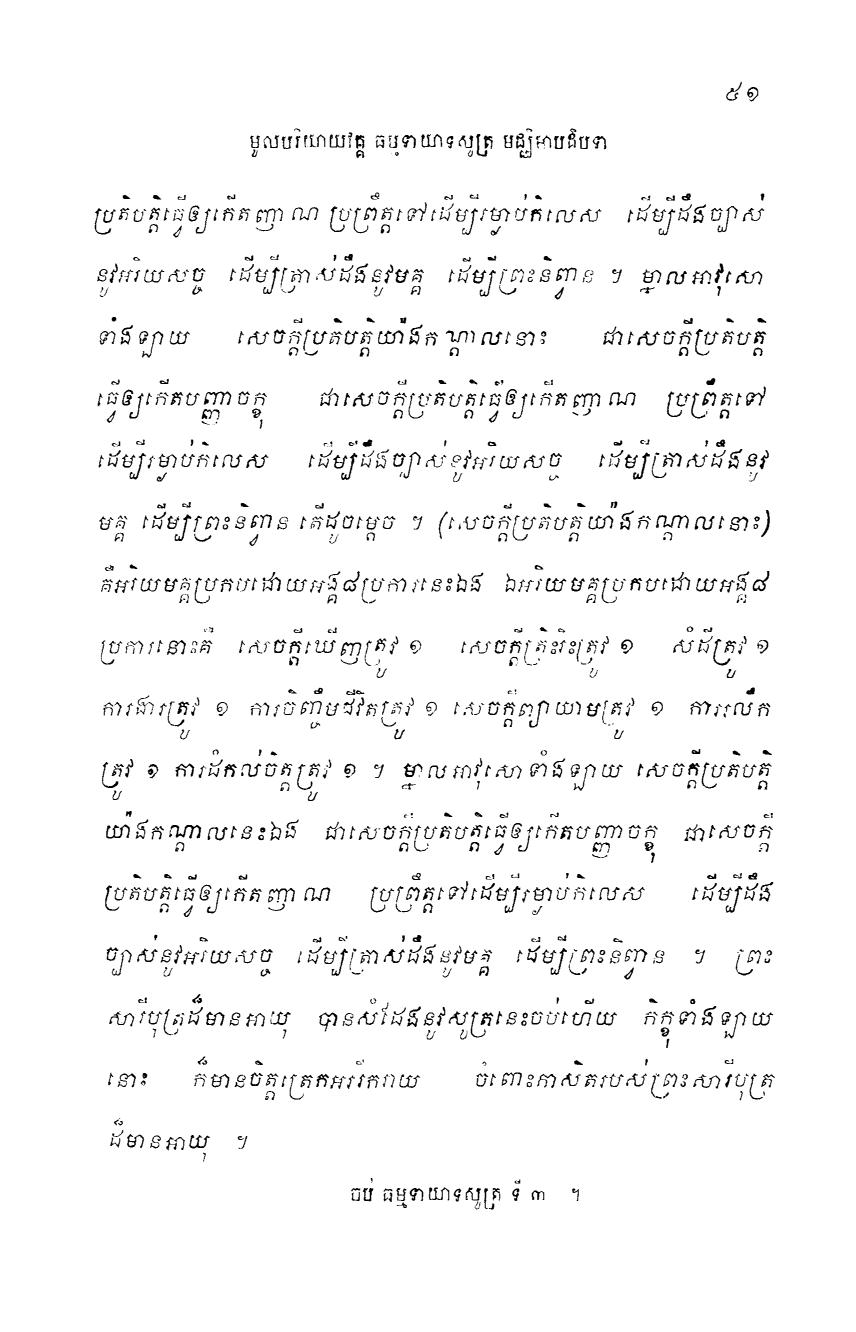 ៥១
មូលបរិយាយវគ្គ ធម្មទាយាទសូត្រ មជ្ឈិមាបដិបទា
ប្រតិបត្តិធ្វើឲ្យកើតញាណ ប្រព្រឹត្តទៅដើម្បីរម្ងាប់កិលេស ដើម្បីដឹងច្បាស់
នូវអរិយសច្ច ដើម្បីត្រាស់ដឹងនូវមគ្គ ដើម្បីព្រះនិព្វាន ។ ម្នាលអាវុសោ
ទាំងឡាយ សេចក្តីប្រតិបត្តិយ៉ាងកណ្តាលនោះ ជាសេចក្តីប្រតិបត្តិ
ធ្វើឲ្យកើតបញ្ញាចក្ខុ ជាសេចក្តីប្រតិបត្តិធ្វើឲ្យកើតញាណ ប្រព្រឹត្តទៅ
ដើម្បីរម្ងាប់កិលេស ដើម្បីដឹងច្បាស់នូវអរិយសច្ច ដើម្បីត្រាស់ដឹងនូវ
មគ្គ ដើម្បីព្រះនិព្វាន តើដូចម្តេច ។ (សេចក្តីប្រតិបត្តិយ៉ាងកណ្តាលនោះ)
គឺអរិយមគ្គប្រកបដោយអង្គ៨ប្រការនេះឯង ឯអរិយមគ្គប្រកបដោយអង្គ៨
ប្រការនោះគឺ សេចក្តីឃើញត្រូវ ១ សេចក្តីត្រិះរិះត្រូវ ១ សំដីត្រូវ ១
ការងារត្រូវ ១ ការចិញ្ចឹមជីវិតត្រូវ ១ សេចក្តីព្យាយាមត្រូវ ១ ការរលឹក
ត្រូវ ១ ការដំកល់ចិត្តត្រូវ ១ ។ ម្នាលអាវុសោទាំងឡាយ សេចក្តីប្រតិបត្តិ
យ៉ាងកណ្តាលនេះឯង ជាសេចក្តីប្រតិបត្តិធ្វើឲ្យកើតបញ្ញាចក្ខុ ជាសេចក្តី
ប្រតិបត្តិធ្វើឲ្យកើតញាណ ប្រព្រឹត្តទៅដើម្បីរម្ងាប់កិលេស ដើម្បីដឹង
ច្បាស់នូវអរិយសច្ច ដើម្បីត្រាស់ដឹងនូវមគ្គ ដើម្បីព្រះនិព្វាន ។ ព្រះ
សារីបុត្រដ៏មានអាយុ បានសំដែងនូវសូត្រនេះចប់ហើយ ភិក្ខុទាំងឡាយ
នោះ ក៏មានចិត្តត្រេកអររីករាយ ចំពោះភាសិតរបស់ព្រះសារីបុត្រ
ដ៏មានអាយុ ។
ចប់ ធម្មទាយាទសូត្រ ទី ៣ ។